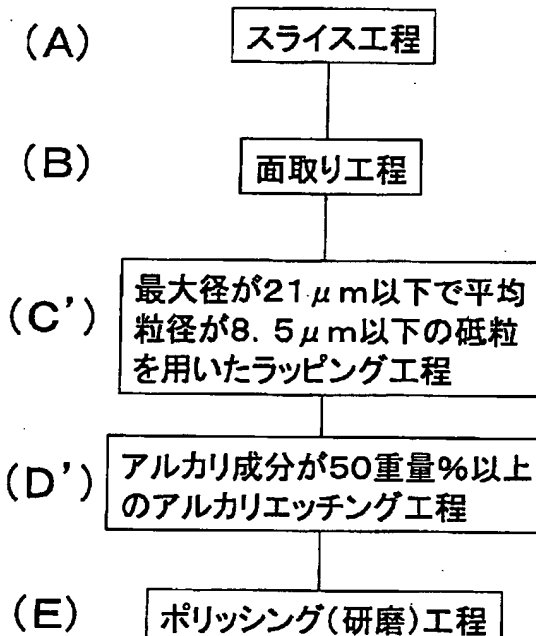 (A) スライス工程
(B) 面取り工程
(C') 最大径が21μm以下で平均
粒径が8.5μm以下の砥粒
を用いたラッピング工程
(D') アルカリ成分が50重量%以上
のアルカリエッチング工程
(E) ポリッシング(研磨)工程